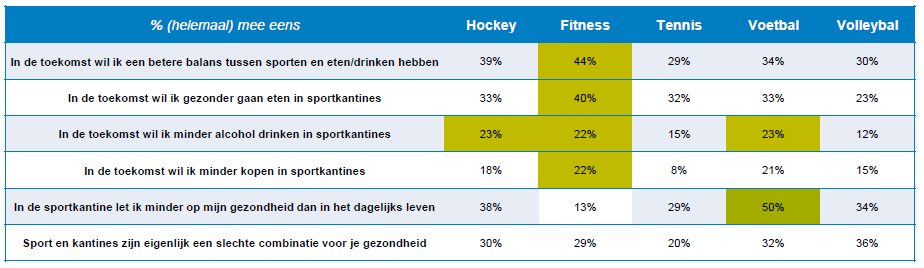 % (helemaal) mee eens Hockey Fitness Tennis Voetbal Volleybal
In de toekomst wil ik een betere balans tussen sporten en eten/drinken hebben 39% 44% 29% 34% 30%
In de toekomst wil ik gezonder gaan eten in sportkantines 33% 40% 32% 33% 23%
In de toekomst wil ik minder alcohol drinken in sportkantines 23% 22% 15% 23% 12%
In de toekomst wil ik minder kopen in sportkantines 18% 22% 8% 21% 15%
In de sportkantine let ik minder op mijn gezondheid dan in het dagelijks leven 38% 13% 29% 50% 34%
Sport en kantines zijn eigenlijk een slechte combinatie voor je gezondheid 30% 29% 20% 32% 36%